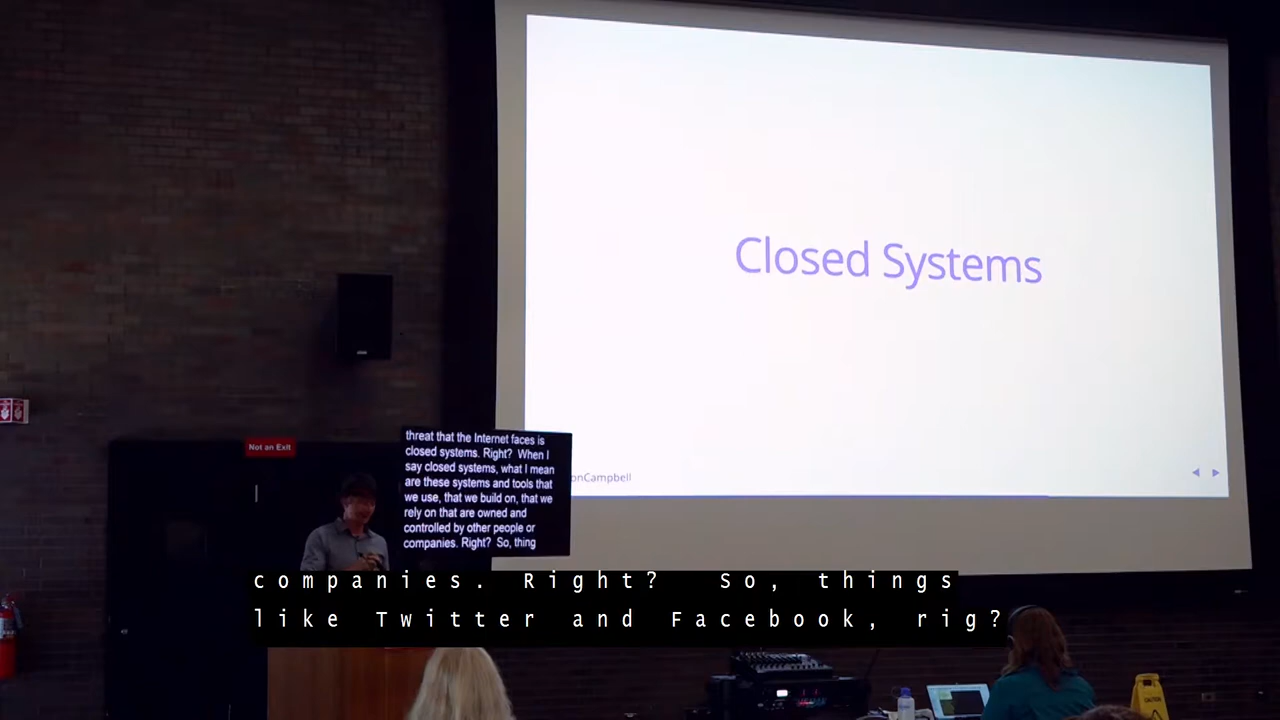 Closed Systems
onCampbell
Not an Exit
threat that the Internet faces is
closed systems. Right? When I
say closed systems, what I mean
are these systems and tools that
we use, that we build on, that we
rely on that are owned and
controlled by other people or
companies. Right? So, thing
companies. Right? So, things
like Twitter and Facebook, rig?